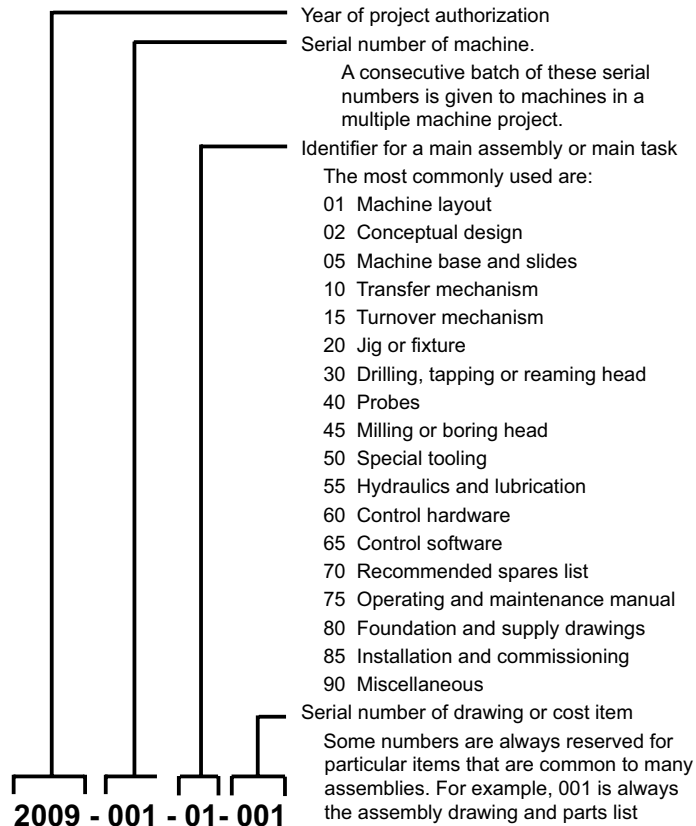 Year of project authorization
Serial number of machine.
A consecutive batch of these serial
numbers is given to machines in a
multiple machine project.
Identifier for a main assembly or main task
The most commonly used are:
01 Machine layout
02 Conceptual design
05 Machine base and slides
10 Transfer mechanism
15 Turnover mechanism
20 Jig or fixture
30 Drilling, tapping or reaming head
40 Probes
45 Milling or boring head
50 Special tooling
55 Hydraulics and lubrication
60 Control hardware
65 Control software
70 Recommended spares list
75 Operating and maintenance manual
80 Foundation and supply drawings
85 Installation and commissioning
90 Miscellaneous
Serial number of drawing or cost item
Some numbers are always reserved for
particular items that are common to many
assemblies. For example, 001 is always
the assembly drawing and parts list
2009 - 001 - 01- 001